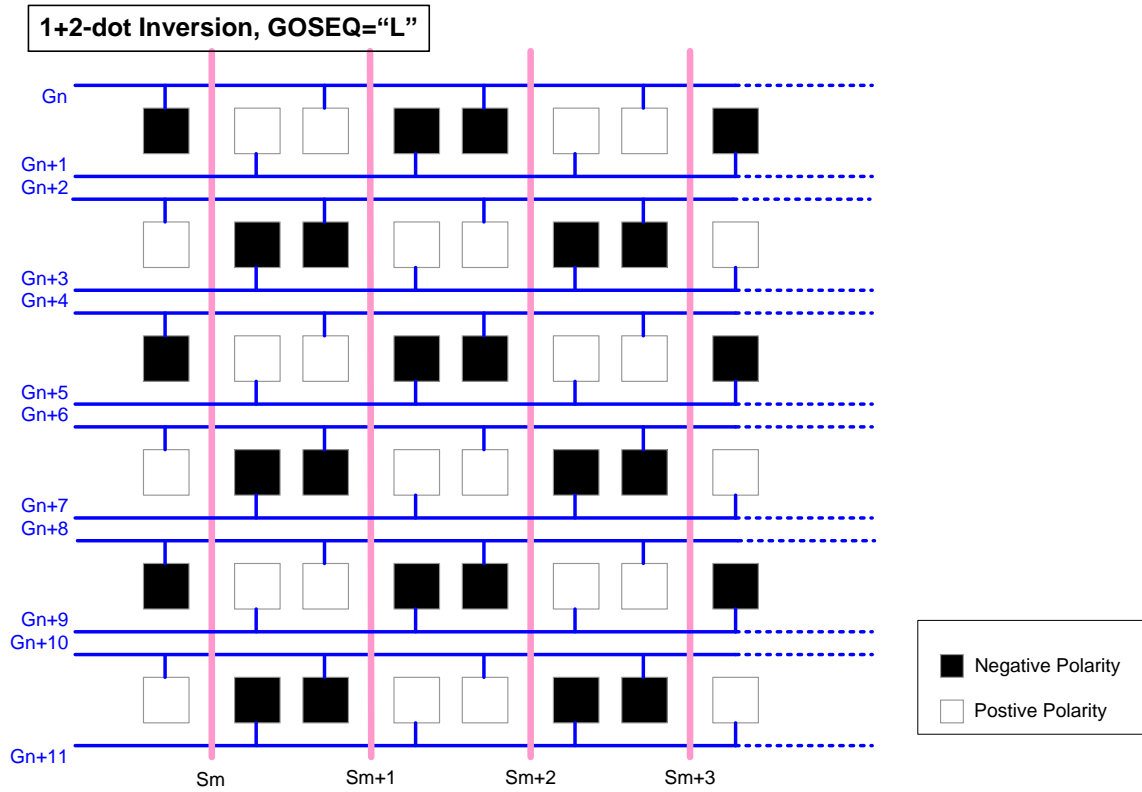 1+2-dot Inversion, GOSEQ=“L”
Gn
Gn+1
Gn+2
Gn+3
Gn+4
Gn+5
Gn+6
Gn+7
Gn+8
Gn+9
Gn+10
Gn+11
Sm Sm+1 Sm+2 Sm+3
Negative Polarity
Postive Polarity